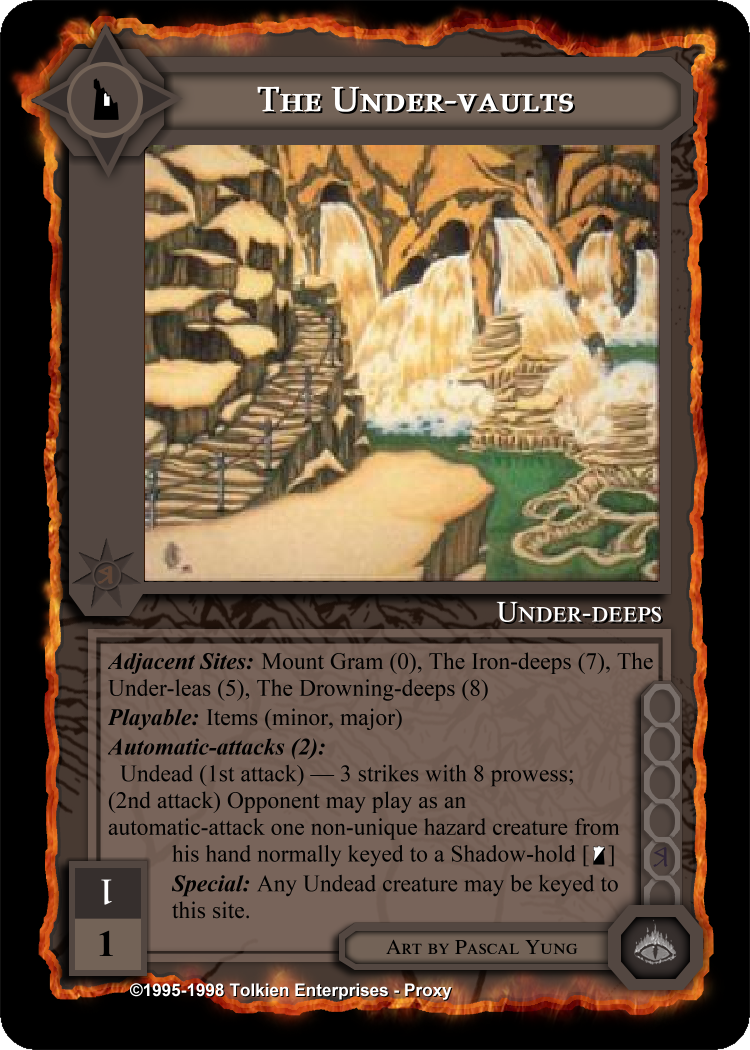 The Under-vaults
Under-deeps
Adjacent Sites: Mount Gram (0), The Iron-deeps (7), The
Under-leas (5), The Drowning-deeps (8)
Playable: Items (minor, major)
Automatic-attacks (2):
Undead (1st attack) — 3 strikes with 8 prowess;
(2nd attack) Opponent may play as an
automatic-attack one non-unique hazard creature from
his hand normally keyed to a Shadow-hold [ ]
Special: Any Undead creature may be keyed to
this site.
1
1
Art by Pascal Yung
©1995-1998 Tolkien Enterprises - Proxy